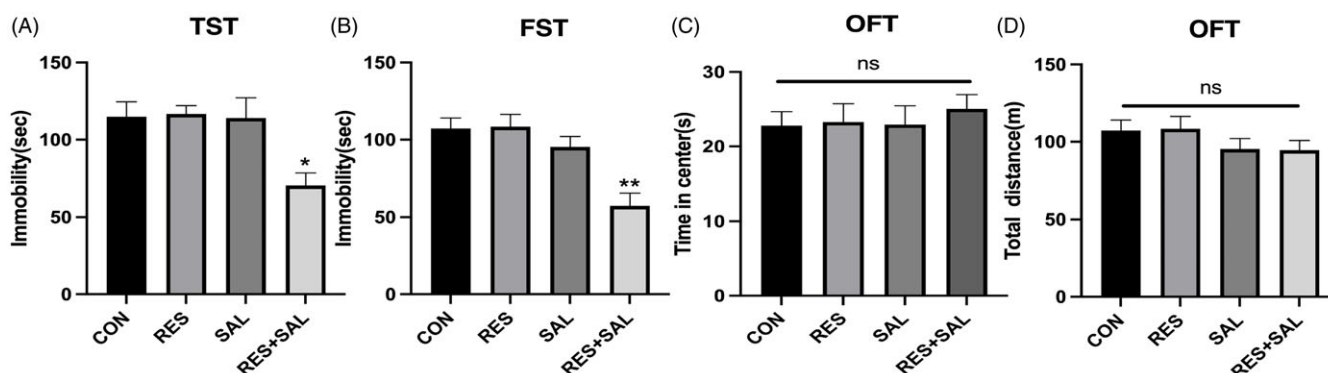 (A)
TST
Immobility(sec)
150
100
50
0
*
CON
RES
SAL
RES+SAL
(B)
FST
Immobility(sec)
150
100
50
0
**
CON
RES
SAL
RES+SAL
(C)
OFT
Time in center(s)
30
20
10
0
ns
CON
RES
SAL
RES+SAL
(D)
OFT
Total distance(m)
150
100
50
0
ns
CON
RES
SAL
RES+SAL